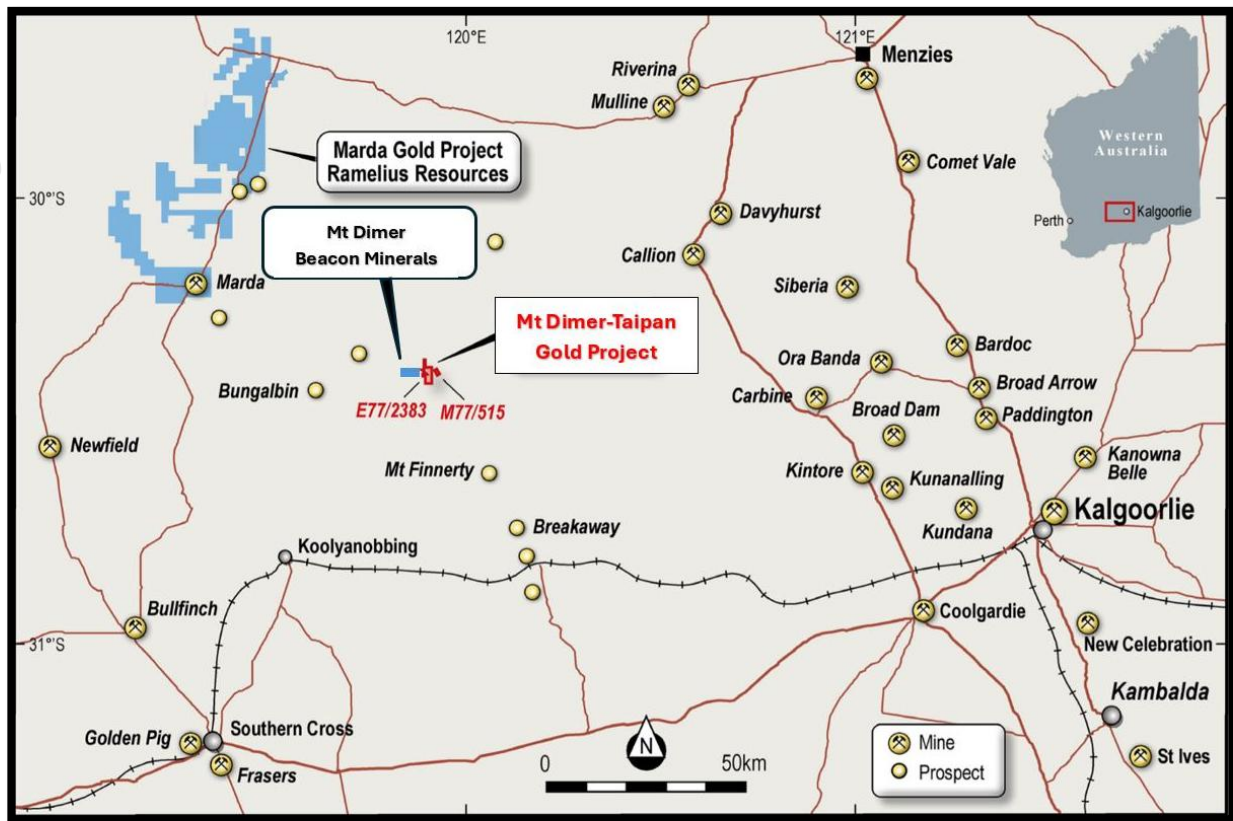 120°E
121°E
Riverina
Mulline
Menzies
Marda Gold Project
Ramelius Resources
Comet Vale
Western
Australia
Perth
Kalgoorlie
30°S
Mt Dimer
Beacon Minerals
Davyhurst
Callion
Marda
Siberia
Mt Dimer-Taipan
Gold Project
Bardoc
Ora Banda
Bungalbin
E77/2383
M77/515
Carbine
Broad Arrow
Broad Dam
Paddington
Newfield
Mt Finnerty
Kintore
Kunanalling
Kanowna
Belle
Kundana
Kalgoorlie
Breakaway
Koolyanobbing
Bullfinch
Coolgardie
31°S
New Celebration
Kambalda
Golden Pig
Southern Cross
Frasers
N
0
50km
Mine
Prospect
St Ives